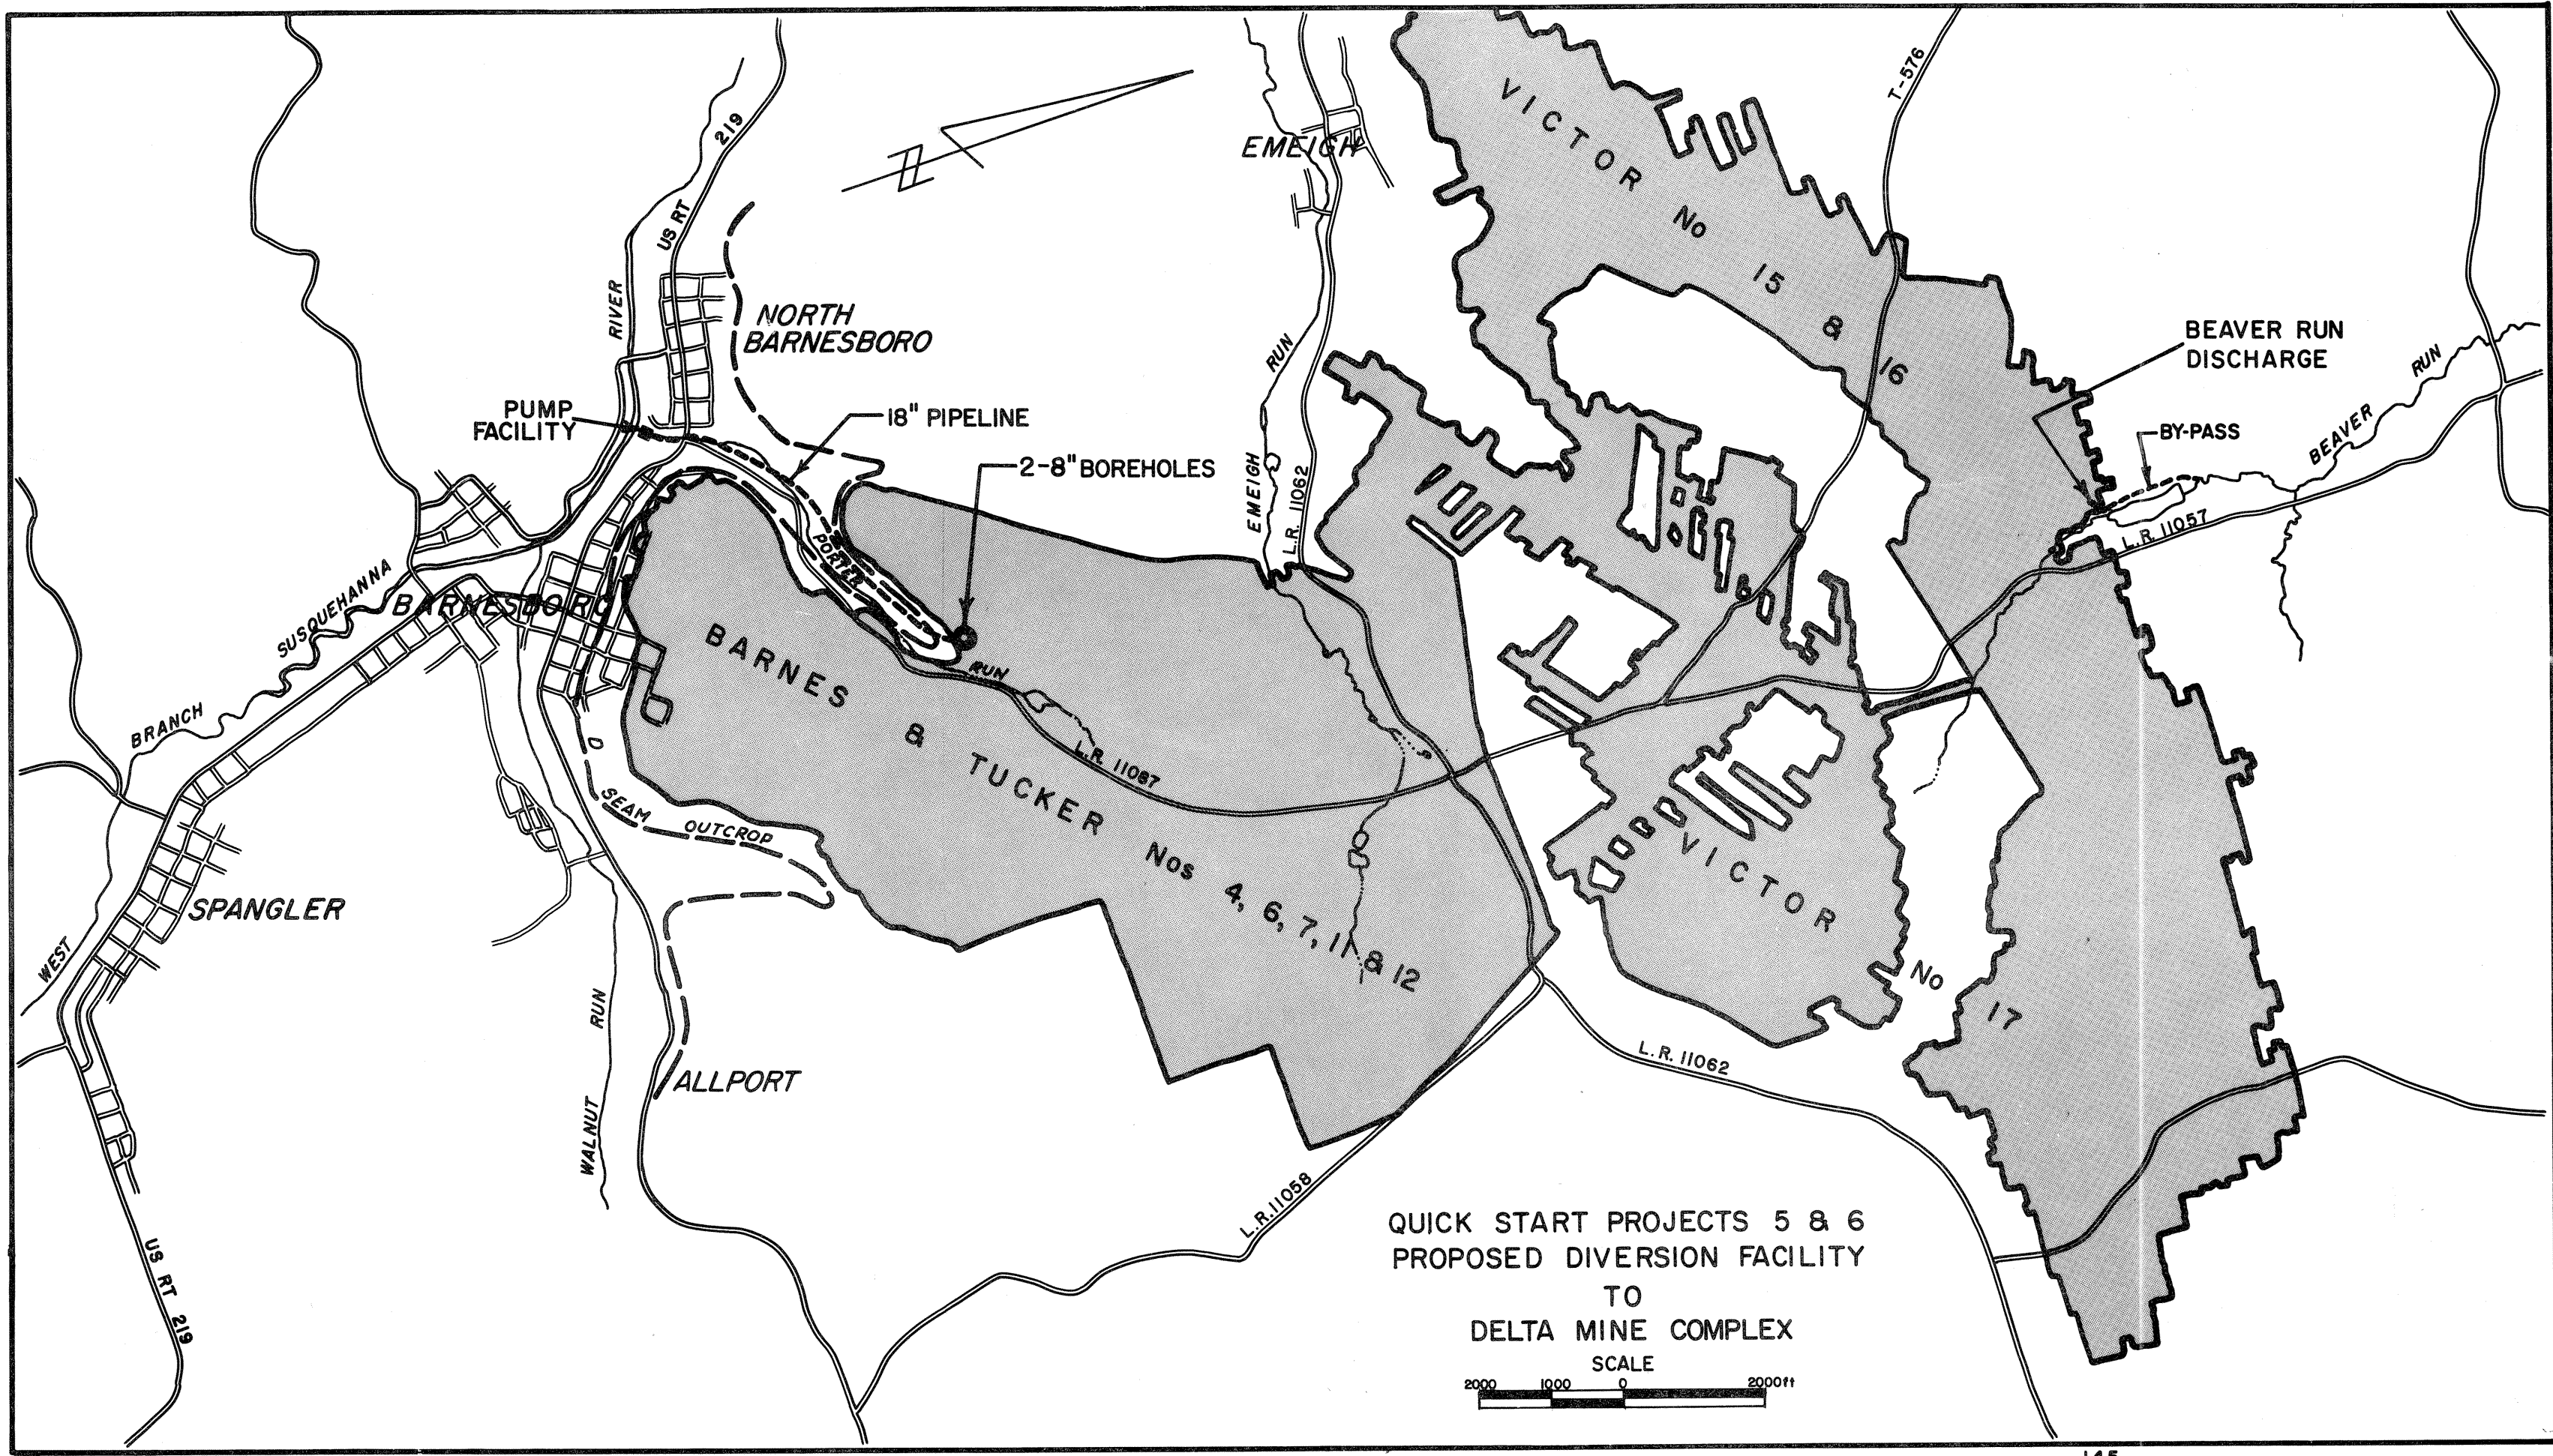 VICTOR No 15 & 16
T-576
EMEIGH
N
US RT 219
RIVER
NORTH
BARNESBORO
BEAVER RUN
DISCHARGE
BEAVER RUN
BY-PASS
L.R. 11057
PUMP
FACILITY
18" PIPELINE
2-8" BOREHOLES
EMEIGH RUN
L.R. 11062
PORTER RUN
SUSQUEHANNA
BARNESBORO
BRANCH
WEST
BARNES & TUCKER Nos 4, 6, 7, 11 & 12
L.R. 11087
D SEAM OUTCROP
VICTOR No 17
SPANGLER
WALNUT RUN
ALLPORT
L.R. 11062
L.R. 11058
US RT 219
QUICK START PROJECTS 5 & 6
PROPOSED DIVERSION FACILITY
TO
DELTA MINE COMPLEX
SCALE
2000 1000 0 2000ft